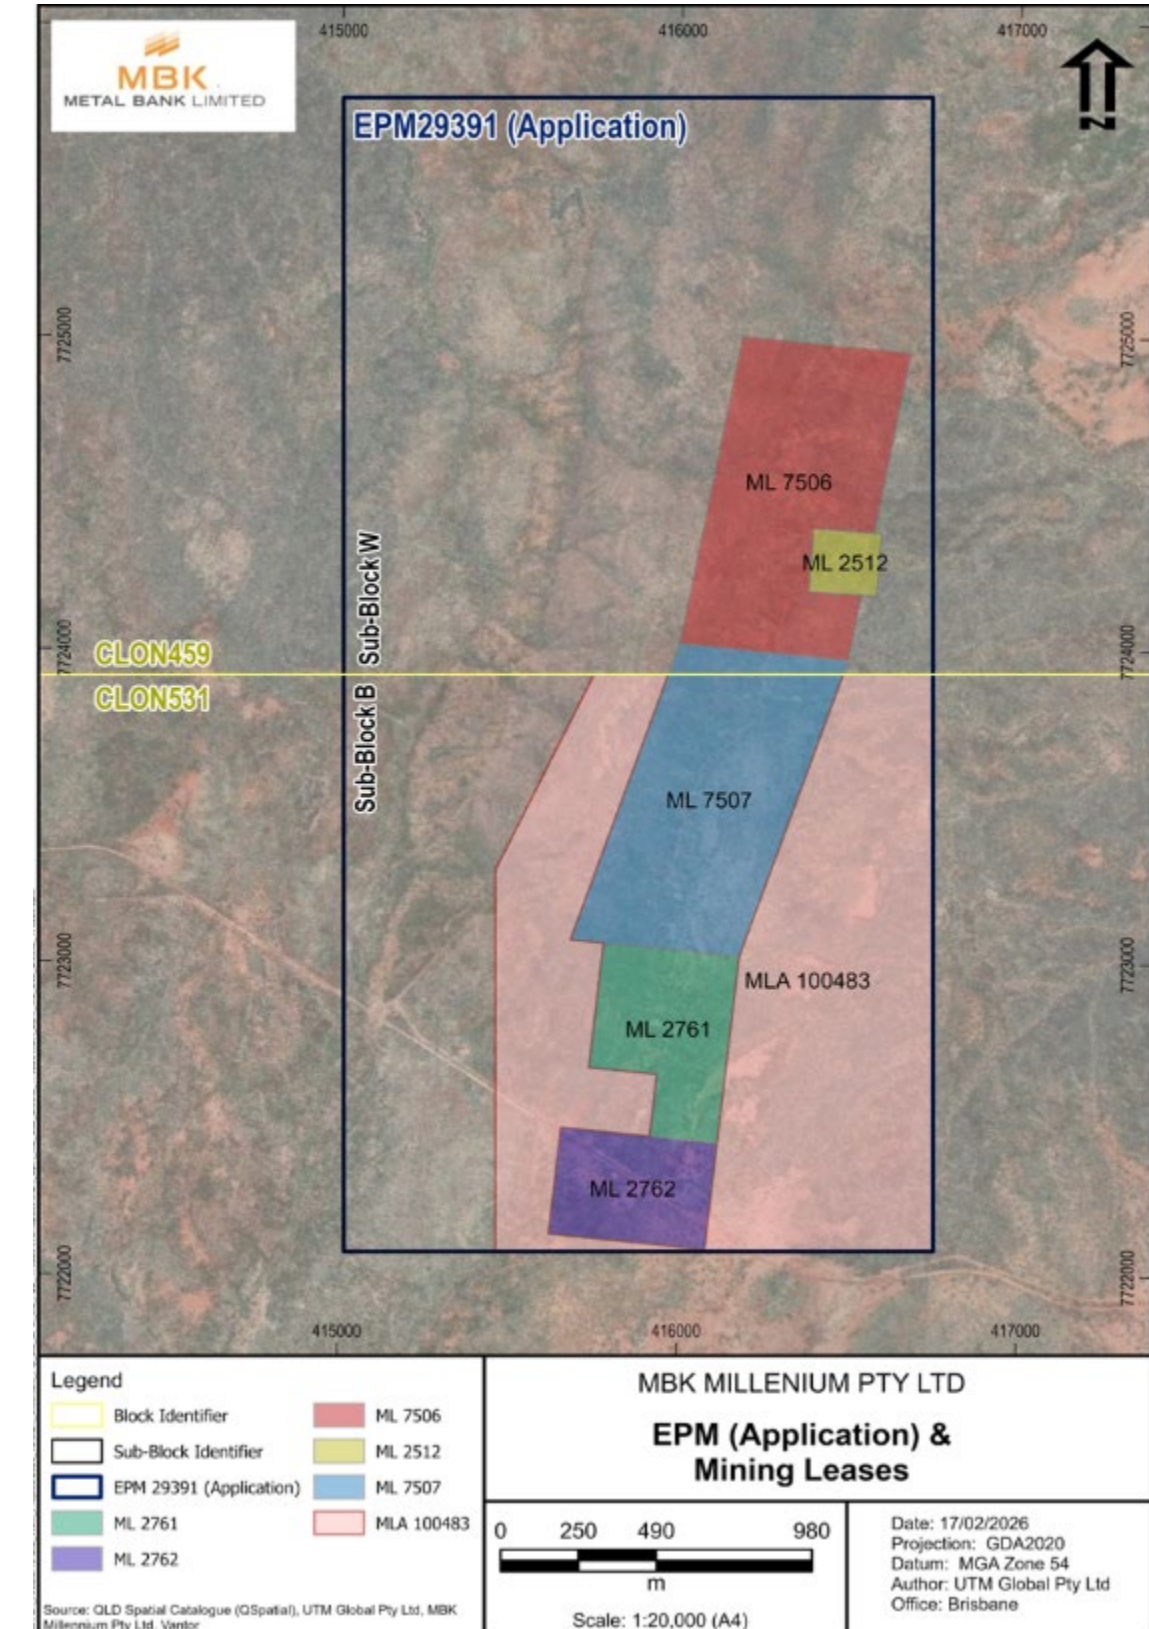 MBK
METAL BANK LIMITED
415000
416000
417000
N
EPM29391 (Application)
7725000
7725000
ML 7506
ML 2512
Sub-Block W
7724000
7724000
CLON459
CLON531
Sub-Block B
ML 7507
7723000
7723000
MLA 100483
ML 2761
ML 2762
7722000
7722000
415000
416000
417000
Legend
Block Identifier
Sub-Block Identifier
EPM 29391 (Application)
ML 2761
ML 2762
ML 7506
ML 2512
ML 7507
MLA 100483
Source: QLD Spatial Catalogue (QSpatial), UTM Global Pty Ltd, MBK
Millennium Pty Ltd, Vantor
MBK MILLENIUM PTY LTD
EPM (Application) &
Mining Leases
0 250 490 980
m
Scale: 1:20,000 (A4)
Date: 17/02/2026
Projection: GDA2020
Datum: MGA Zone 54
Author: UTM Global Pty Ltd
Office: Brisbane